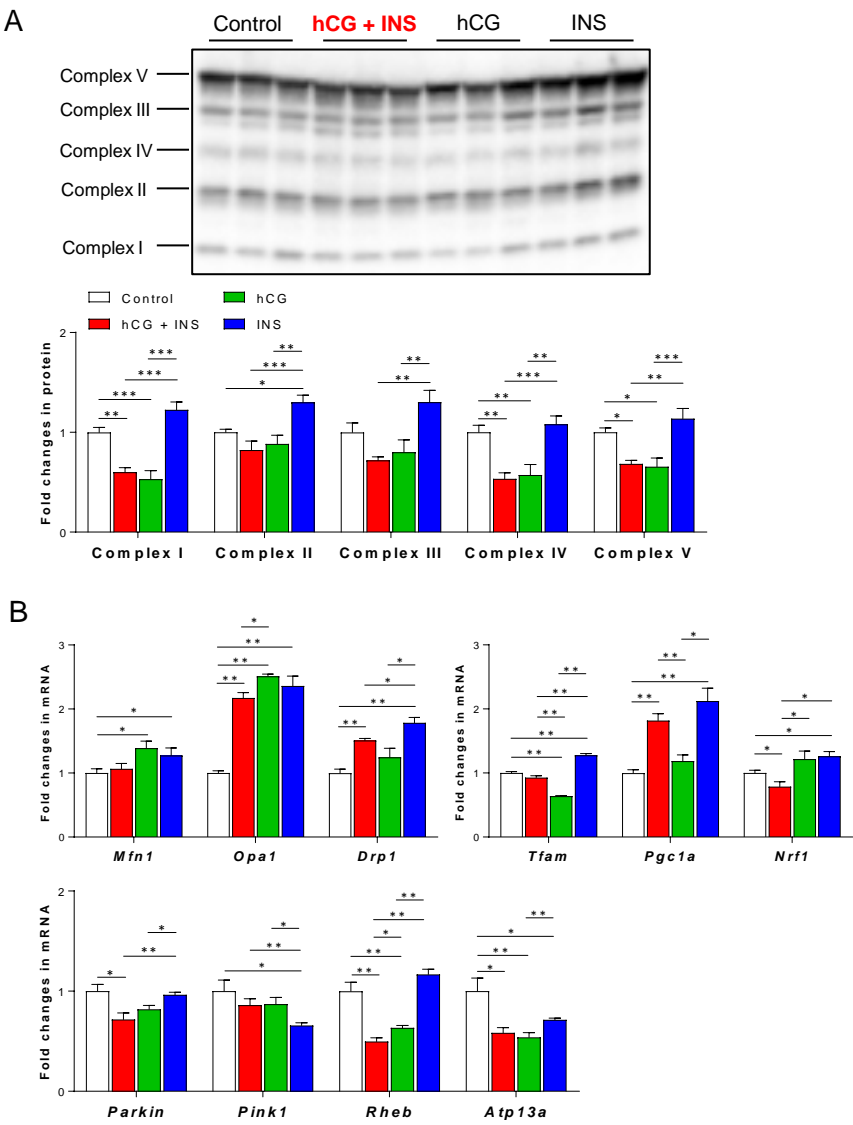 A
Control hCG + INS hCG INS
Complex V
Complex III
Complex IV
Complex II
Complex I
Control hCG
hCG + INS INS
Fold changes in protein
2
1
0
*** ** ** ** ***
*** *** ** *** **
*** * ** *
** ** *
Complex I Complex II Complex III Complex IV Complex V
B
Fold changes in mRNA
3
2
1
0
* ** * *
* ** *
** **
**
Mfn1 Opa1 Drp1
Fold changes in mRNA
3
2
1
0
** * *
** ** *
** ** *
** ** *
**
Tfam Pgc1a Nrf1
Fold changes in mRNA
2
1
0
* * ** **
** ** ** *
* * * **
** *
**
Parkin Pink1 Rheb Atp13a